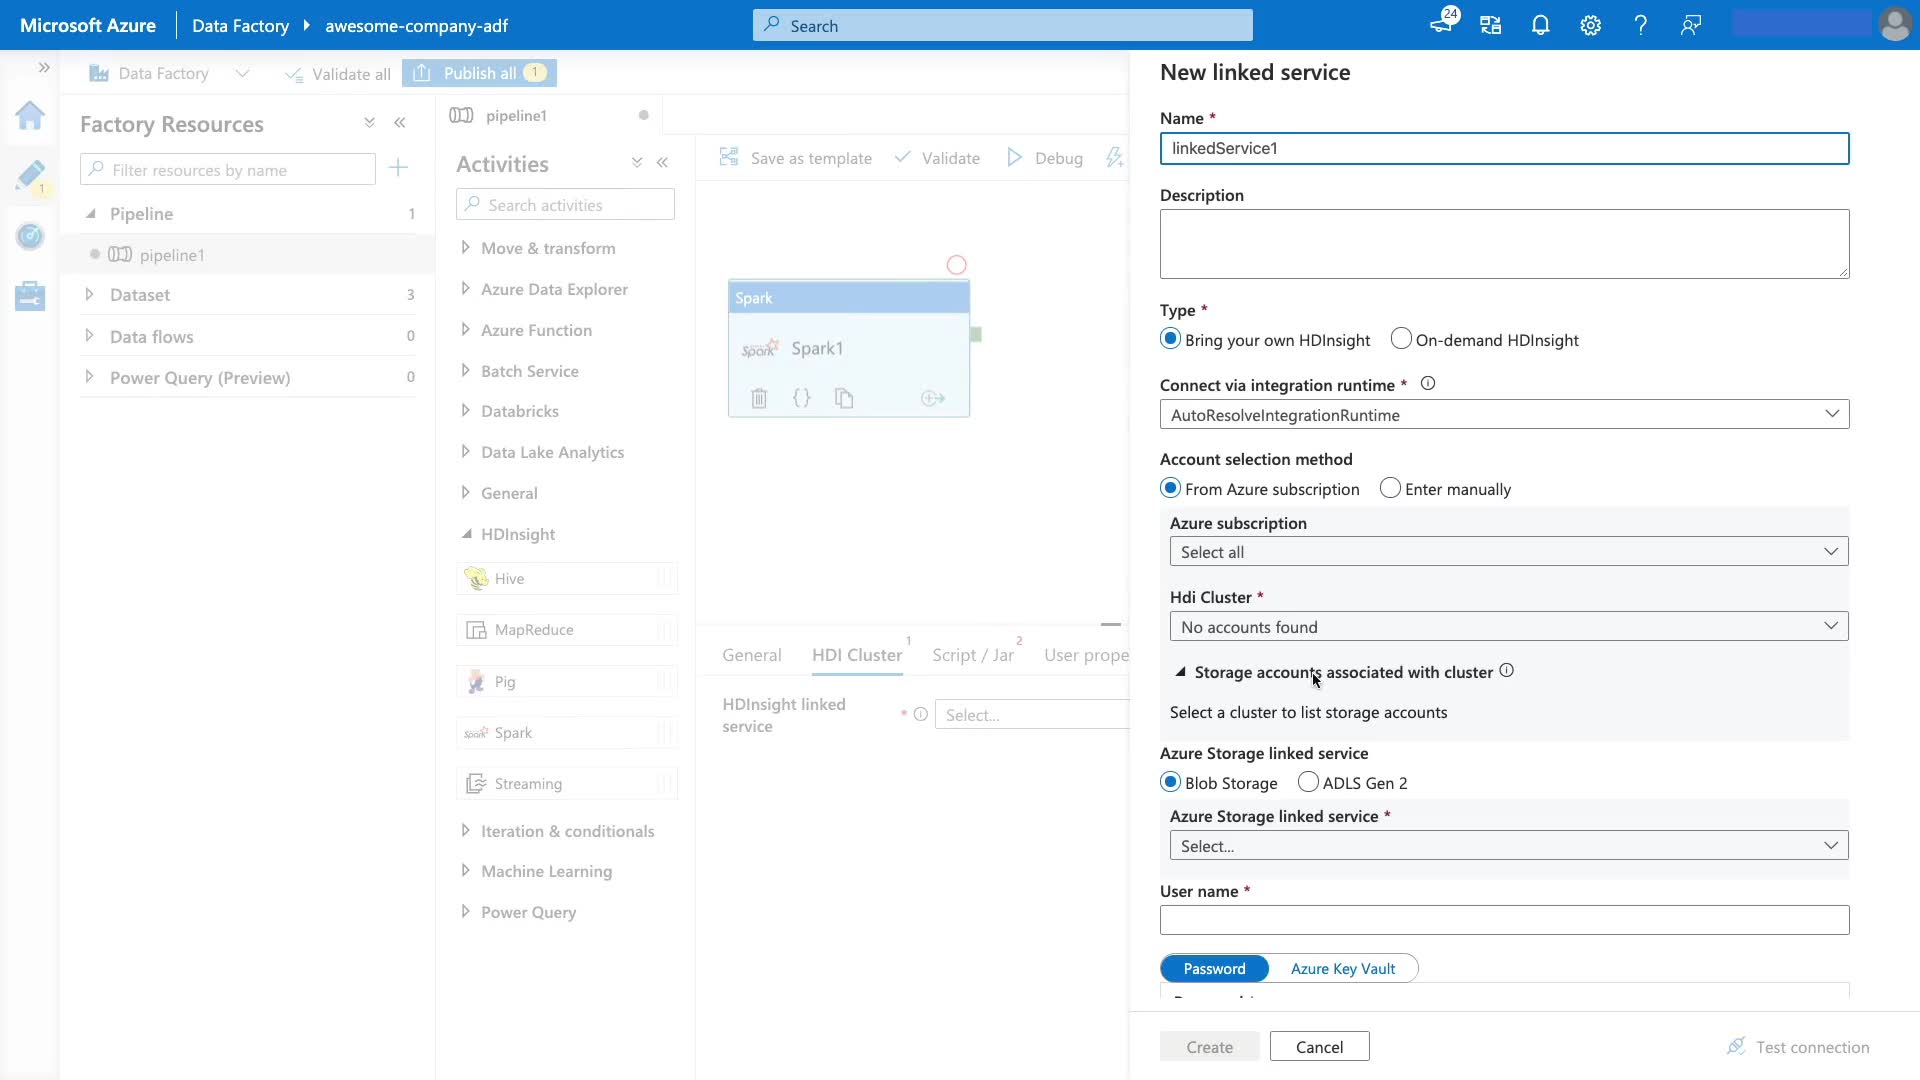 Microsoft Azure
Data Factory
awesome-company-adf
Search
24
Data Factory
Validate all
Publish all 1
Factory Resources
Filter resources by name
1
Pipeline 1
pipeline1
Dataset 3
Data flows 0
Power Query (Preview) 0
pipeline1
Activities
Search activities
Move & transform
Azure Data Explorer
Azure Function
Batch Service
Databricks
Data Lake Analytics
General
HDInsight
Hive
MapReduce
Pig
Spark
Streaming
Iteration & conditionals
Machine Learning
Power Query
Save as template
Validate
Debug
Spark
Spark
Spark1
General
HDI Cluster 1
Script / Jar 2
User prope
HDInsight linked
service
*
Select...
New linked service
Name *
linkedService1
Description
Type *
Bring your own HDInsight
On-demand HDInsight
Connect via integration runtime *
AutoResolveIntegrationRuntime
Account selection method
From Azure subscription
Enter manually
Azure subscription
Select all
Hdi Cluster *
No accounts found
Storage accounts associated with cluster
Select a cluster to list storage accounts
Azure Storage linked service
Blob Storage
ADLS Gen 2
Azure Storage linked service *
Select...
User name *
Password
Azure Key Vault
Create
Cancel
Test connection